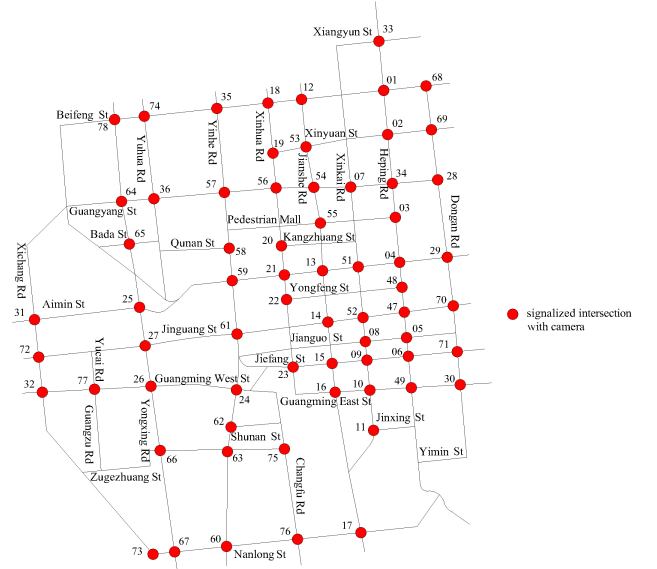 Xiangyun St
33
01
68
12
18
35
74
Beifeng St
78
02
69
Xinyuan St
53
19
Xinhua Rd
Yinhe Rd
Yuhua Rd
Jianshe Rd
Xinkai Rd
Heping Rd
34
28
07
54
56
57
36
64
Guangyang St
Dongan Rd
03
55
Pedestrian Mall
Bada St
65
Qunan St
58
20
Kangzhuang St
29
04
51
13
21
59
Xichang Rd
48
Yongfeng St
22
Aimin St
25
31
70
47
52
14
signalized intersection
with camera
Jinguang St
61
27
Jianguo St
08
05
72
Jiefang St
15
09
06
71
23
Yucai Rd
77
26
Guangming West St
32
24
16
Guangming East St
10
49
30
Guangzu Rd
Yongxing Rd
62
Shunan St
11
Jinxing St
66
63
75
Yimin St
Zugezhuang St
Changfu Rd
73
67
60
76
17
Nanlong St